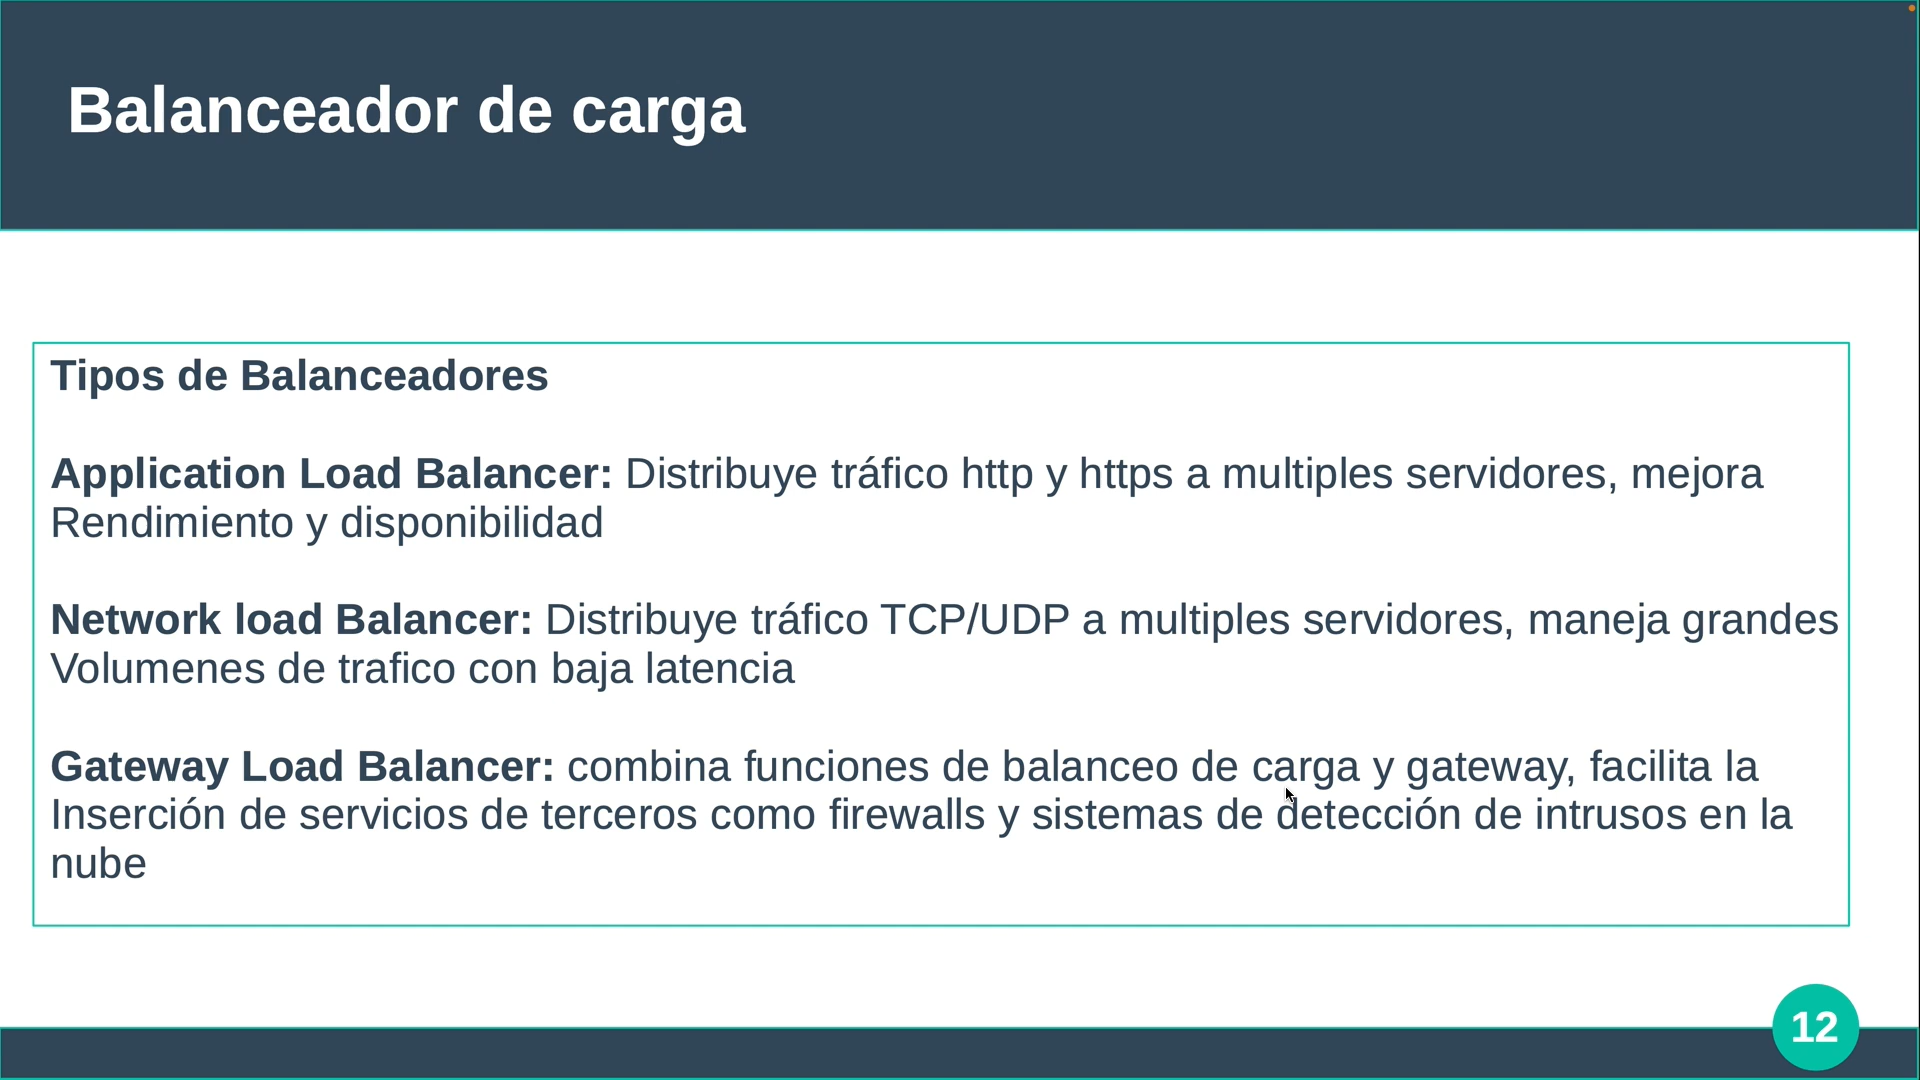 Balanceador de carga
Tipos de Balanceadores
Application Load Balancer: Distribuye tráfico http y https a multiples servidores, mejora
Rendimiento y disponibilidad
Network load Balancer: Distribuye tráfico TCP/UDP a multiples servidores, maneja grandes
Volumenes de trafico con baja latencia
Gateway Load Balancer: combina funciones de balanceo de carga y gateway, facilita la
Inserción de servicios de terceros como firewalls y sistemas de detección de intrusos en la
nube
12